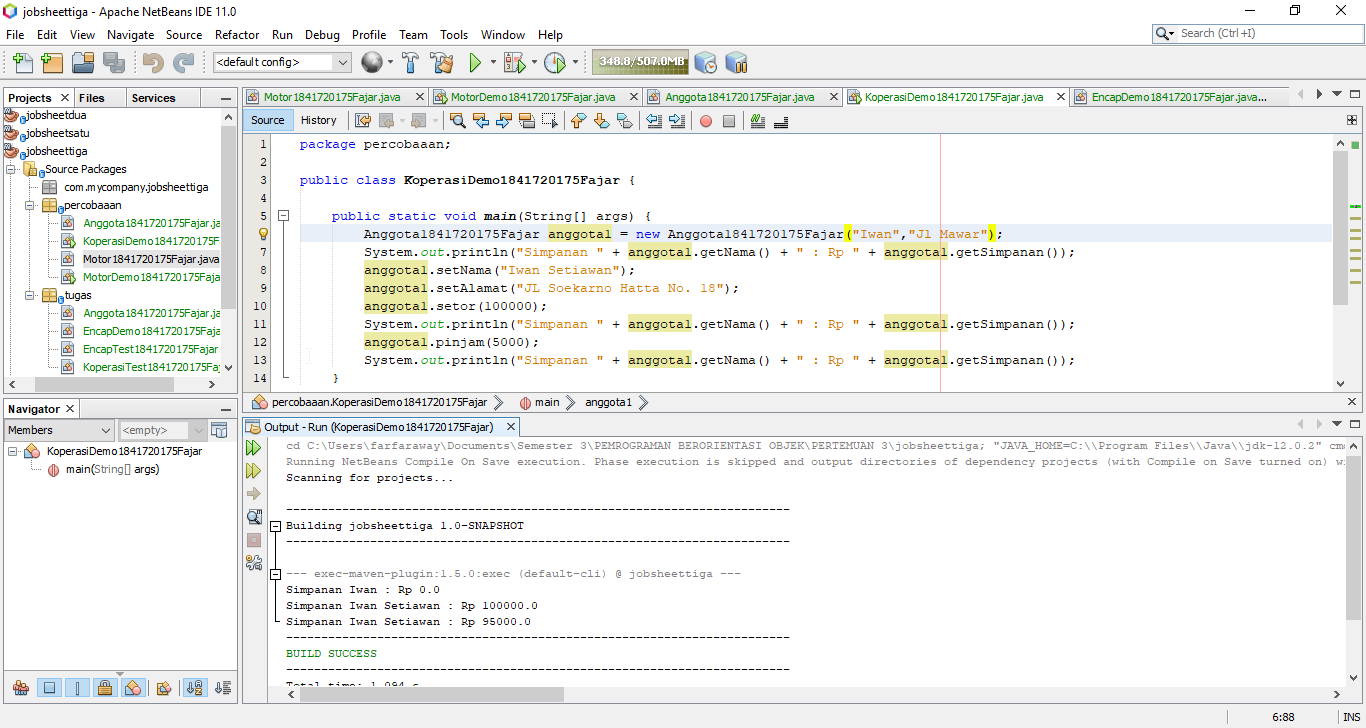 jobsheettiga - Apache NetBeans IDE 11.0
File Edit View Navigate Source Refactor Run Debug Profile Team Tools Window Help
Search (Ctrl+I)
<default config>
348.8/507.0MB
Projects Files Services
jobsheetdua
jobsheetsatu
jobsheettiga
Source Packages
com.mycompany.jobsheettiga
percobaaan
Anggota1841720175Fajar.ja
KoperasiDemo1841720175F
Motor1841720175Fajar.java
MotorDemo1841720175Faja
tugas
Anggota1841720175Fajar.ja
EncapDemo1841720175Faja
EncapTest1841720175Fajar
KoperasiTest1841720175Faj
Navigator
Members <empty>
KoperasiDemo1841720175Fajar
main(String[] args)
Motor1841720175Fajar.java MotorDemo1841720175Fajar.java Anggota1841720175Fajar.java KoperasiDemo1841720175Fajar.java EncapDemo1841720175Fajar.java...
Source History
1 package percobaaan;
2
3 public class KoperasiDemo1841720175Fajar {
4
5 public static void main(String[] args) {
Anggota1841720175Fajar anggota1 = new Anggota1841720175Fajar("Iwan","Jl Mawar");
7 System.out.println("Simpanan " + anggota1.getNama() + " : Rp " + anggota1.getSimpanan());
8 anggota1.setNama("Iwan Setiawan");
9 anggota1.setAlamat("JL Soekarno Hatta No. 18");
10 anggota1.setor(100000);
11 System.out.println("Simpanan " + anggota1.getNama() + " : Rp " + anggota1.getSimpanan());
12 anggota1.pinjam(5000);
13 System.out.println("Simpanan " + anggota1.getNama() + " : Rp " + anggota1.getSimpanan());
14 }
percobaaan.KoperasiDemo1841720175Fajar main anggota1
Output - Run (KoperasiDemo1841720175Fajar)
cd C:\Users\farfaraway\Documents\Semester 3\PEMROGRAMAN BERORIENTASI OBJEK\PERTEMUAN 3\jobsheettiga; "JAVA_HOME=C:\\Program Files\\Java\\jdk-12.0.2" cmd
Running NetBeans Compile On Save execution. Phase execution is skipped and output directories of dependency projects (with Compile on Save turned on) wi
Scanning for projects...
------------------------------------------------------------------------
Building jobsheettiga 1.0-SNAPSHOT
------------------------------------------------------------------------
--- exec-maven-plugin:1.5.0:exec (default-cli) @ jobsheettiga ---
Simpanan Iwan : Rp 0.0
Simpanan Iwan Setiawan : Rp 100000.0
Simpanan Iwan Setiawan : Rp 95000.0
------------------------------------------------------------------------
BUILD SUCCESS
------------------------------------------------------------------------
Total time: 1.094 s
6:88 INS